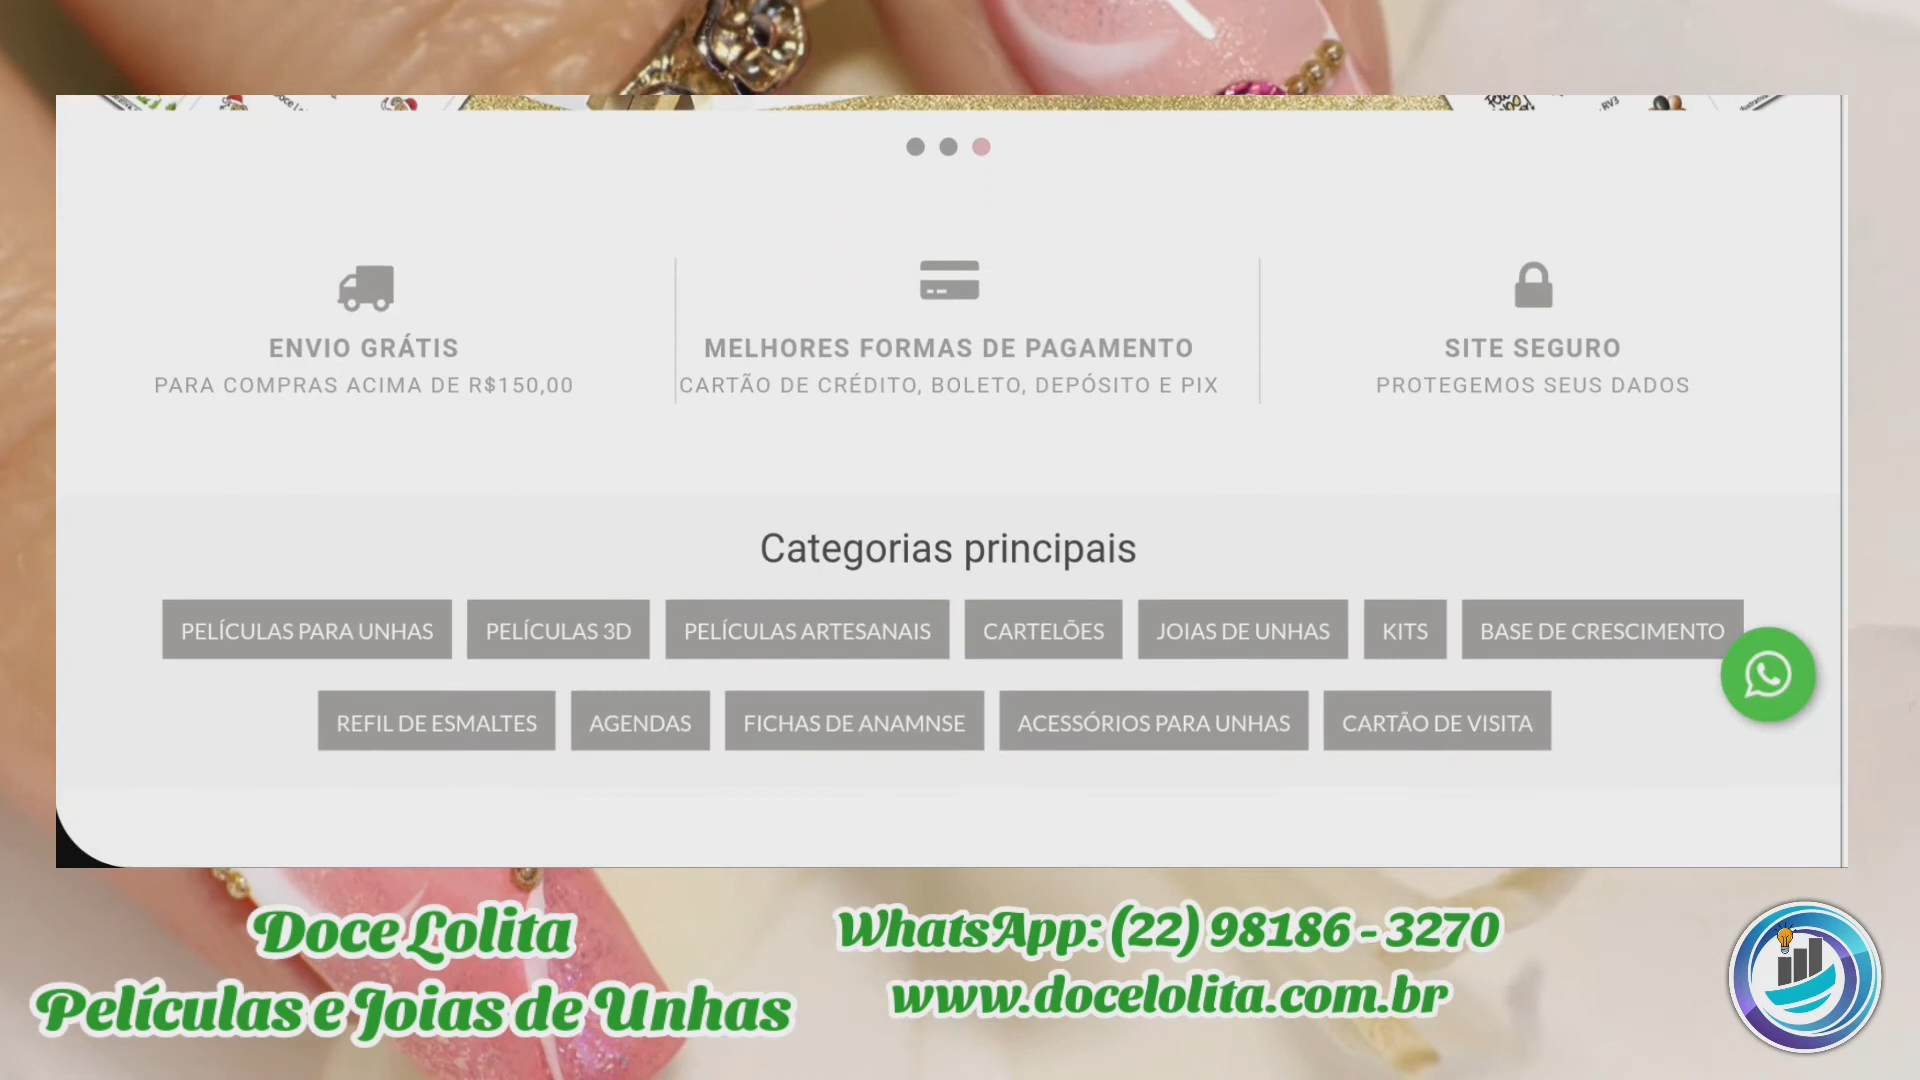 RV3
ENVIO GRÁTIS
PARA COMPRAS ACIMA DE R$150,00
MELHORES FORMAS DE PAGAMENTO
CARTÃO DE CRÉDITO, BOLETO, DEPÓSITO E PIX
SITE SEGURO
PROTEGEMOS SEUS DADOS
Categorias principais
PELÍCULAS PARA UNHAS PELÍCULAS 3D PELÍCULAS ARTESANAIS CARTELÕES JOIAS DE UNHAS KITS BASE DE CRESCIMENTO
REFIL DE ESMALTES AGENDAS FICHAS DE ANAMNSE ACESSÓRIOS PARA UNHAS CARTÃO DE VISITA
Doce Lolita
Películas e Joias de Unhas
WhatsApp: (22) 98186 - 3270
www.docelolita.com.br